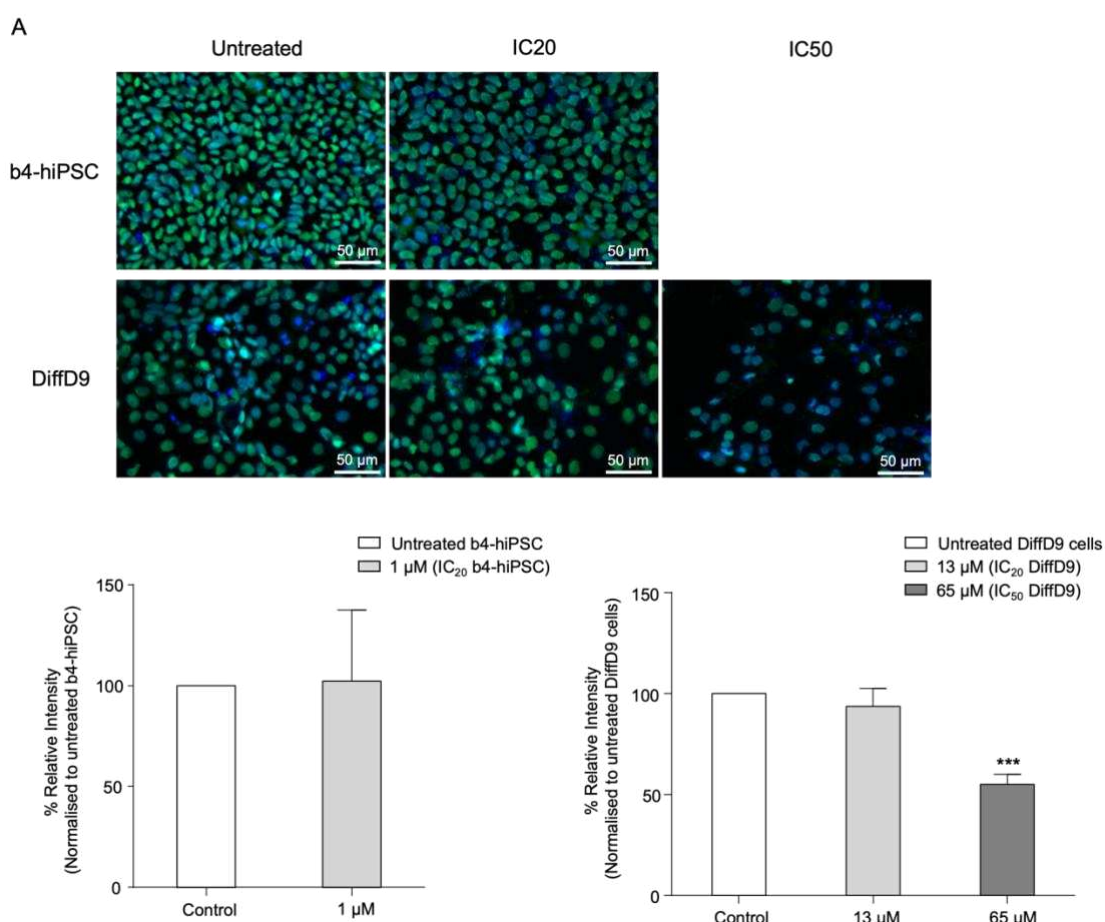 A
Untreated
IC20
IC50
b4-hiPSC
50 µm
50 µm
DiffD9
50 µm
50 µm
50 µm
Untreated b4-hiPSC
1 µM (IC₂₀ b4-hiPSC)
% Relative Intensity
(Normalised to untreated b4-hiPSC)
150
100
50
0
Control
1 µM
Untreated DiffD9 cells
13 µM (IC₂₀ DiffD9)
65 µM (IC₅₀ DiffD9)
% Relative Intensity
(Normalised to untreated DiffD9 cells)
150
100
50
0
***
Control
13 µM
65 µM